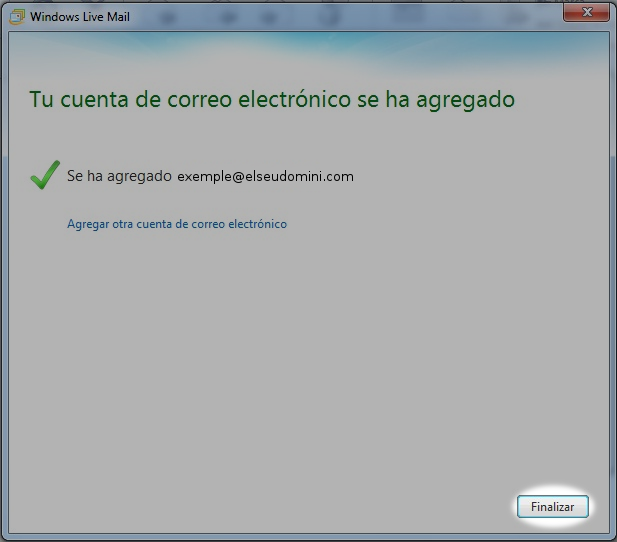 Windows Live Mail
Tu cuenta de correo electrónico se ha agregado
Se ha agregado exemple@elseudomini.com
Agregar otra cuenta de correo electrónico
Finalizar